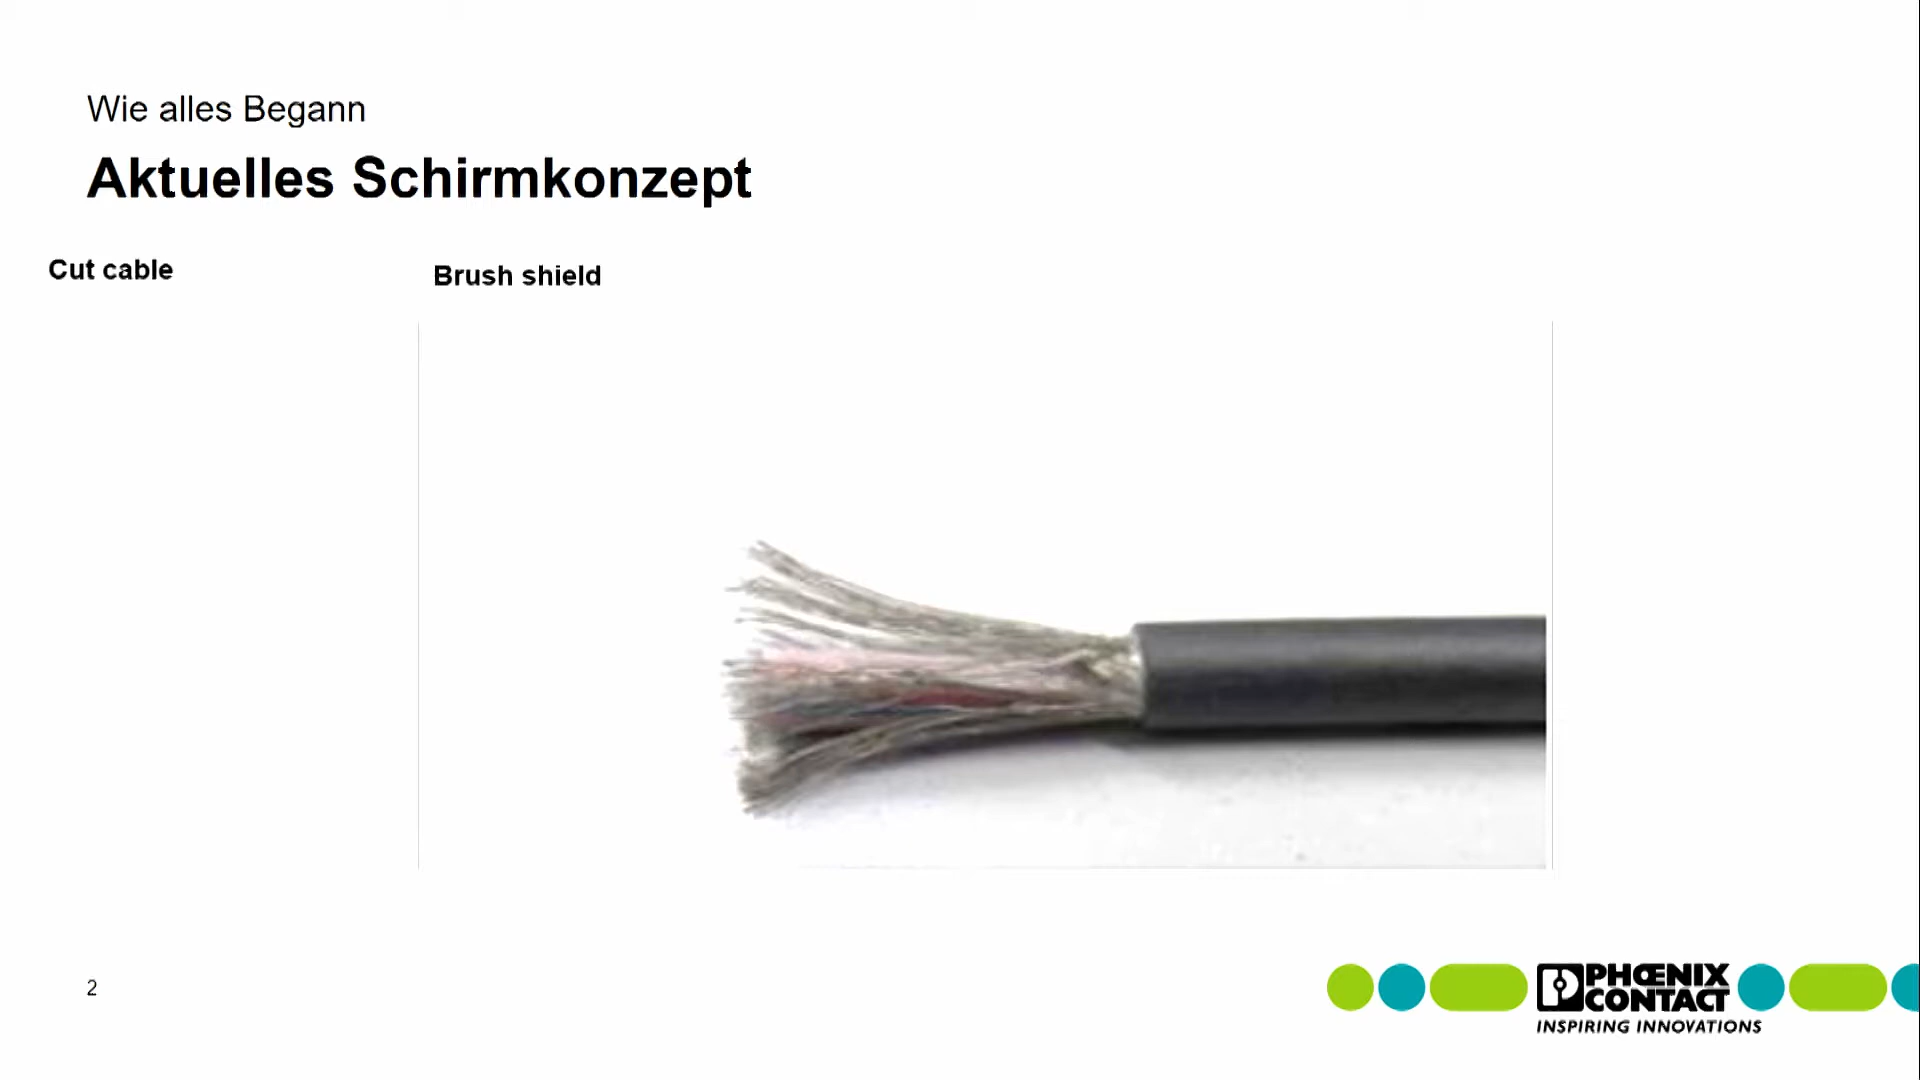 Wie alles Begann
Aktuelles Schirmkonzept
Cut cable
Brush shield
2
PHŒNIX
CONTACT
INSPIRING INNOVATIONS